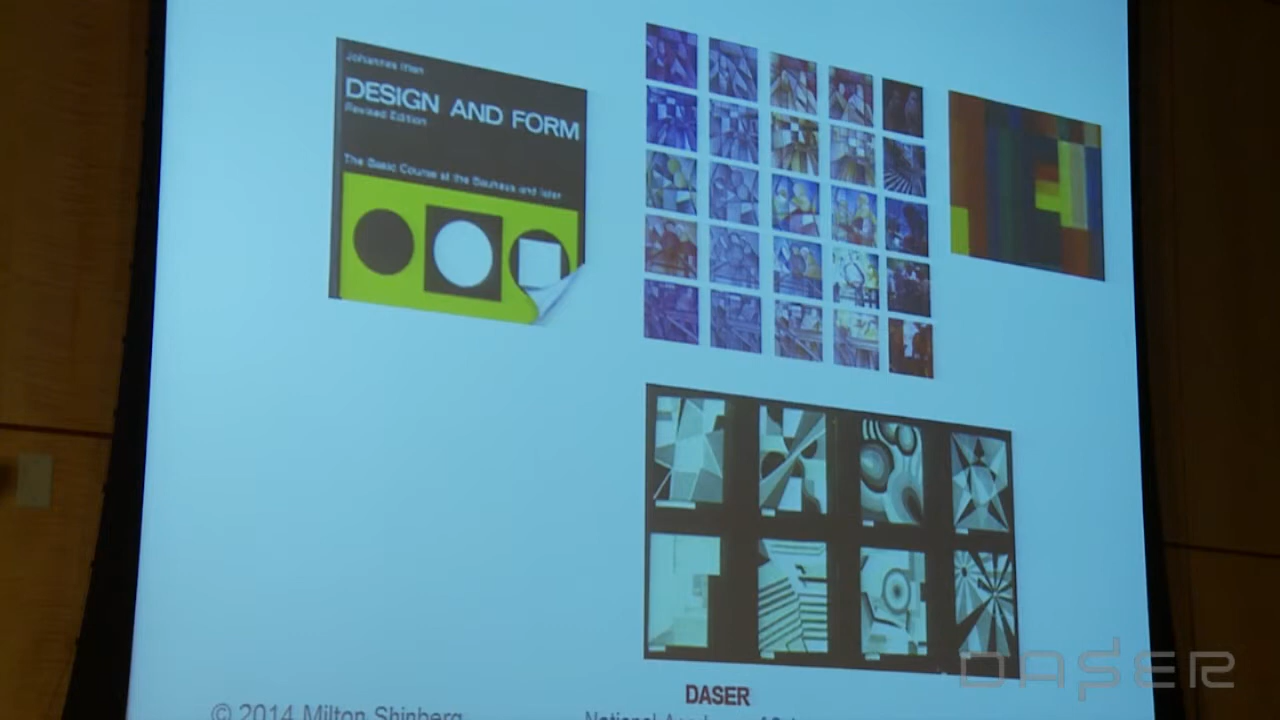 Johannes Itten
DESIGN AND FORM
Revised Edition
The Basic Course at the Bauhaus and later
DASER
DASER
© 2014 Milton Shinberg